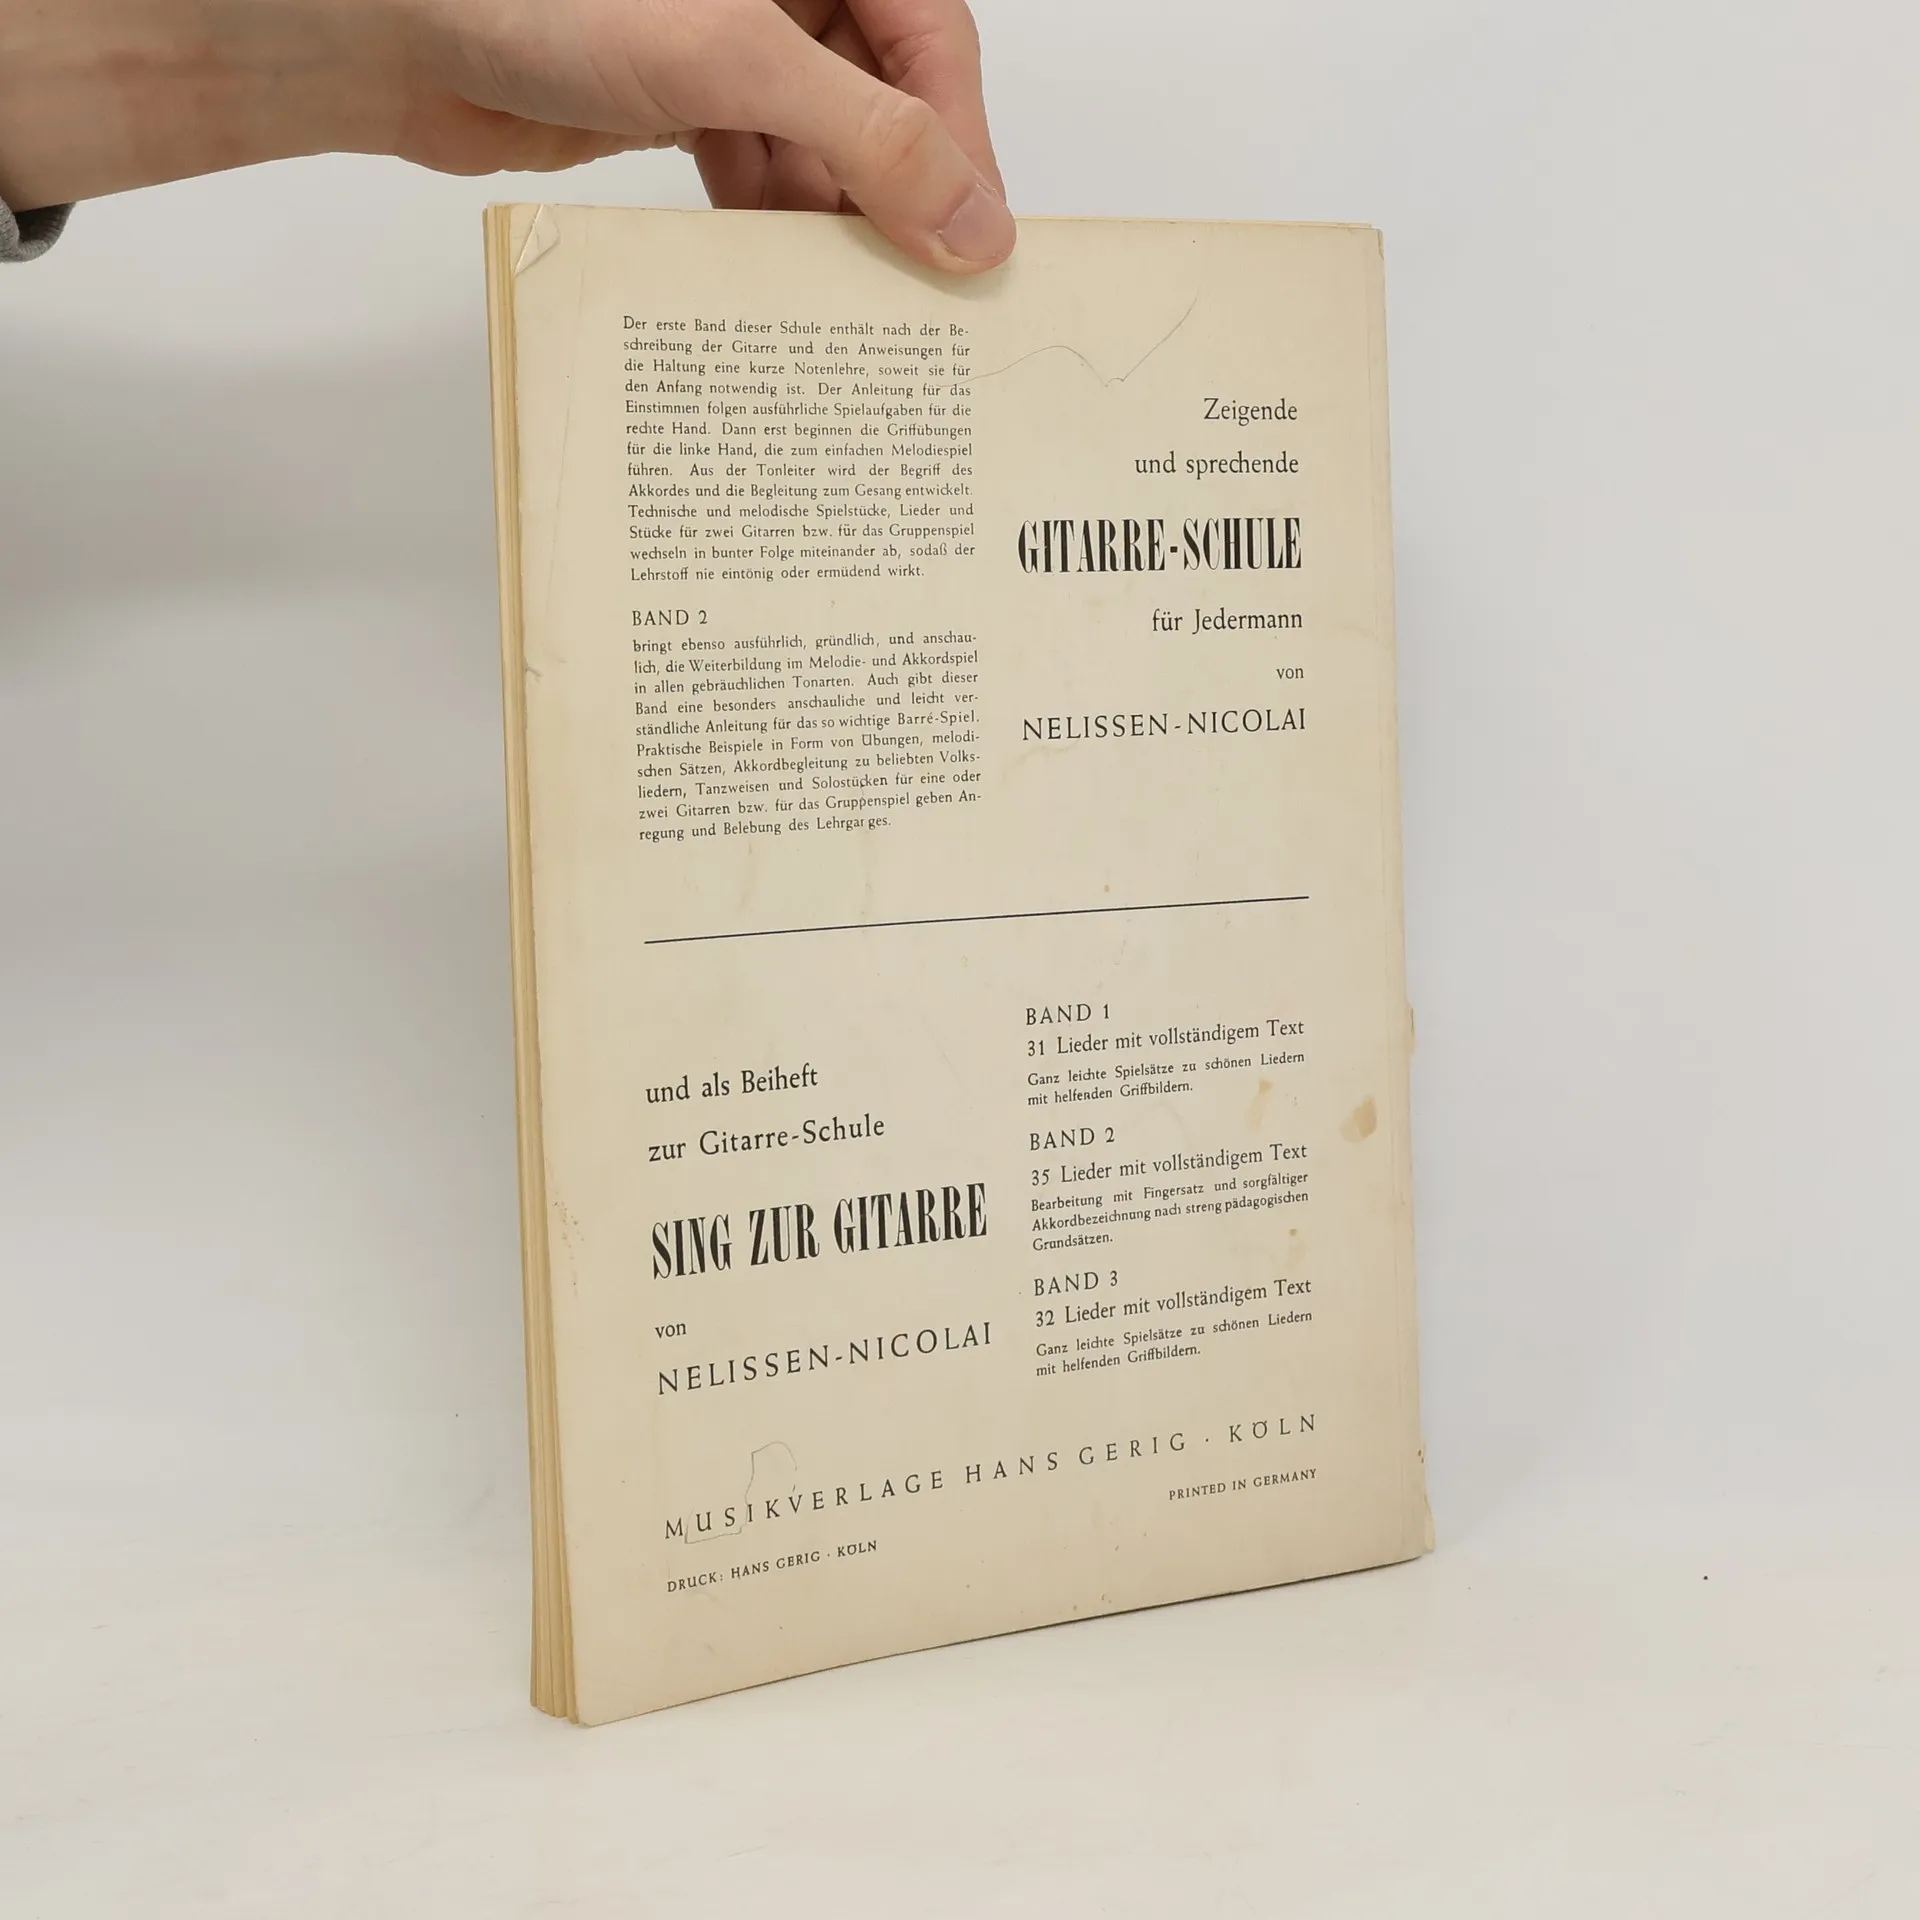 Der erste Band dieser Schule enthält nach der Be-
schreibung der Gitarre und den Anweisungen für
die Haltung eine kurze Notenlehre, soweit sie für
den Anfang notwendig ist. Der Anleitung für das
Einstimmen folgen ausführliche Spielaufgaben für die
rechte Hand. Dann erst beginnen die Griffübungen
für die linke Hand, die zum einfachen Melodiespiel
führen. Aus der Tonleiter wird der Begriff des
Akkordes und die Begleitung zum Gesang entwickelt.
Technische und melodische Spielstücke, Lieder und
Stücke für zwei Gitarren bzw. für das Gruppenspiel
wechseln in bunter Folge miteinander ab, sodaß der
Lehrstoff nie eintönig oder ermüdend wirkt.
BAND 2
bringt ebenso ausführlich, gründlich, und anschau-
lich, die Weiterbildung im Melodie- und Akkordspiel
in allen gebräuchlichen Tonarten. Auch gibt dieser
Band eine besonders anschauliche und leicht ver-
ständliche Anleitung für das so wichtige Barré-Spiel.
Praktische Beispiele in Form von Übungen, melodi-
schen Sätzen, Akkordbegleitung zu beliebten Volks-
liedern, Tanzweisen und Solostücken für eine oder
zwei Gitarren bzw. für das Gruppenspiel geben An-
regung und Belebung des Lehrgar ges.
Zeigende
und sprechende
GITARRE-SCHULE
für Jedermann
von
NELISSEN-NICOLAI
und als Beiheft
zur Gitarre-Schule
SING ZUR GITARRE
von
NELISSEN-NICOLAI
BAND 1
31 Lieder mit vollständigem Text
Ganz leichte Spielsätze zu schönen Liedern
mit helfenden Griffbildern.
BAND 2
35 Lieder mit vollständigem Text
Bearbeitung mit Fingersatz und sorgfältiger
Akkordbezeichnung nach streng pädagogischen
Grundsätzen.
BAND 3
32 Lieder mit vollständigem Text
Ganz leichte Spielsätze zu schönen Liedern
mit helfenden Griffbildern.
MUSIKVERLAGE HANS GERIG · KÖLN
PRINTED IN GERMANY
DRUCK: HANS GERIG · KÖLN